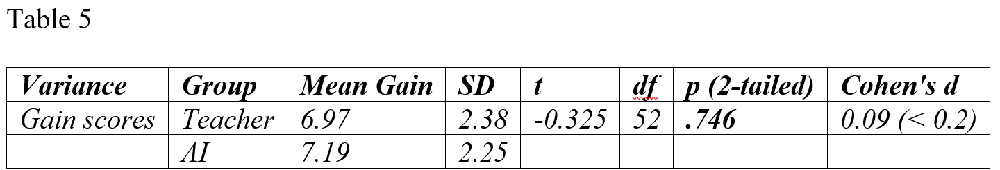 Table 5
Variance Group Mean Gain SD t df p (2-tailed) Cohen's d
Gain scores Teacher 6.97 2.38 -0.325 52 .746 0.09 (< 0.2)
AI 7.19 2.25